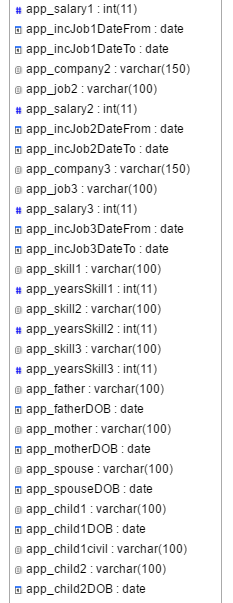 app_salary1 : int(11)
app_incJob1DateFrom : date
app_incJob1DateTo : date
app_company2 : varchar(150)
app_job2 : varchar(100)
app_salary2 : int(11)
app_incJob2DateFrom : date
app_incJob2DateTo : date
app_company3 : varchar(150)
app_job3 : varchar(100)
app_salary3 : int(11)
app_incJob3DateFrom : date
app_incJob3DateTo : date
app_skill1 : varchar(100)
app_yearsSkill1 : int(11)
app_skill2 : varchar(100)
app_yearsSkill2 : int(11)
app_skill3 : varchar(100)
app_yearsSkill3 : int(11)
app_father : varchar(100)
app_fatherDOB : date
app_mother : varchar(100)
app_motherDOB : date
app_spouse : varchar(100)
app_spouseDOB : date
app_child1 : varchar(100)
app_child1DOB : date
app_child1civil : varchar(100)
app_child2 : varchar(100)
app_child2DOB : date